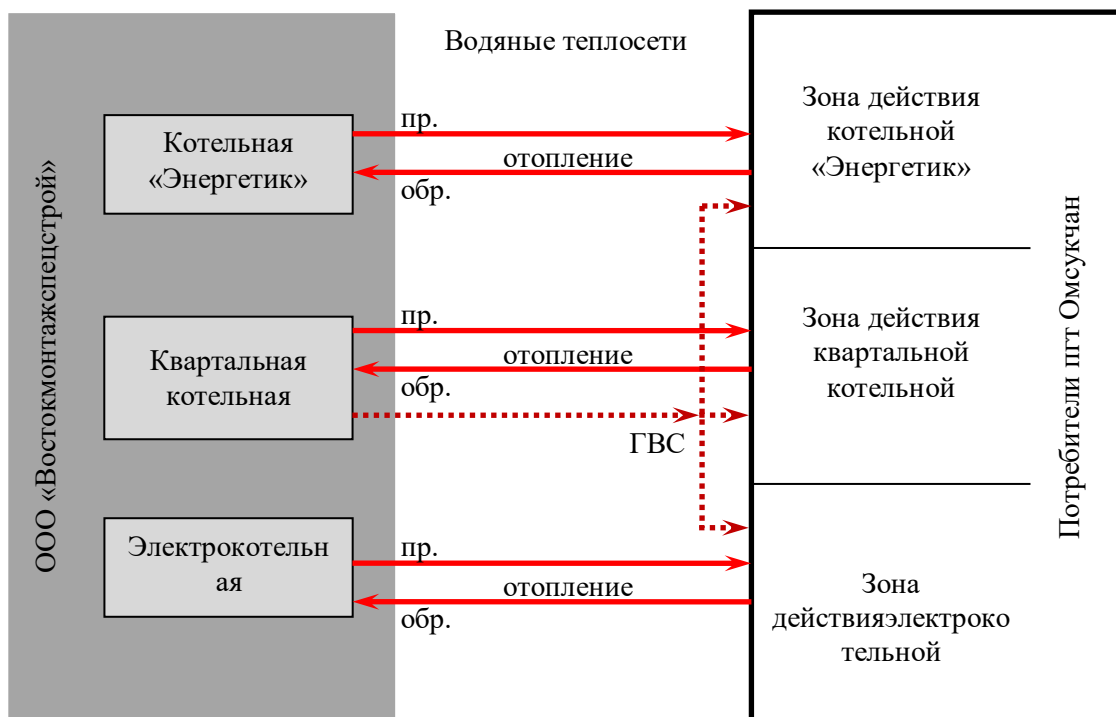 Водяные теплосети
ООО «Востокмонтажспецстрой»
Котельная
«Энергетик»
пр.
отопление
обр.
Зона действия
котельной
«Энергетик»
Квартальная
котельная
пр.
отопление
обр.
ГВС
Зона действия
квартальной
котельной
Электрокотельн
ая
пр.
отопление
обр.
Зона
действияэлектроко
тельной
Потребители пгт Омсукчан